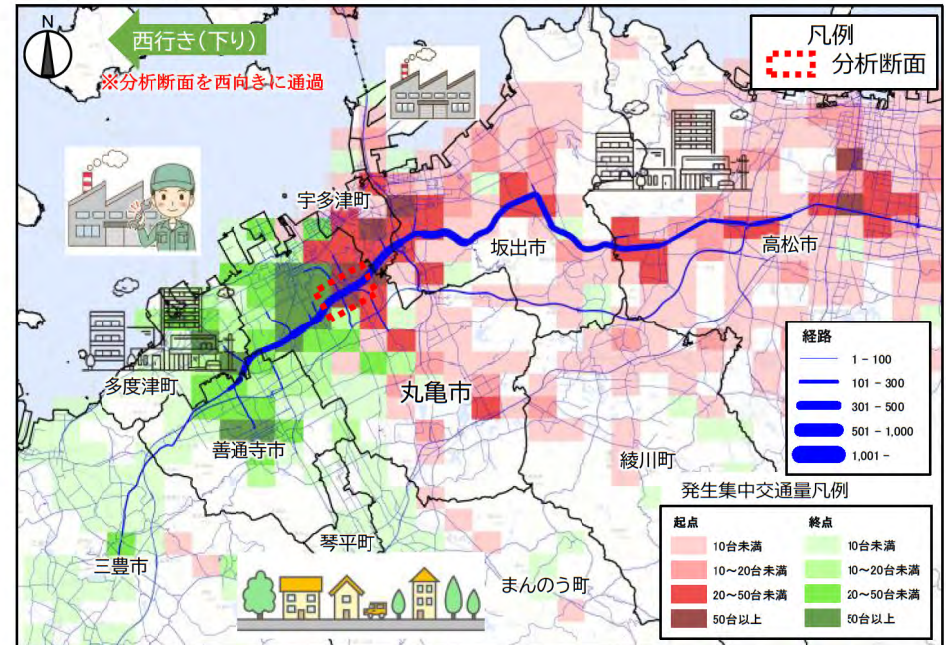 N
西行き(下り)
※分析断面を西向きに通過
凡例
分析断面
宇多津町
坂出市
高松市
多度津町
丸亀市
善通寺市
綾川町
琴平町
三豊市
まんのう町
経路
1 - 100
101 - 300
301 - 500
501 - 1,000
1,001 -
発生集中交通量凡例
起点 終点
10台未満 10台未満
10~20台未満 10~20台未満
20~50台未満 20~50台未満
50台以上 50台以上